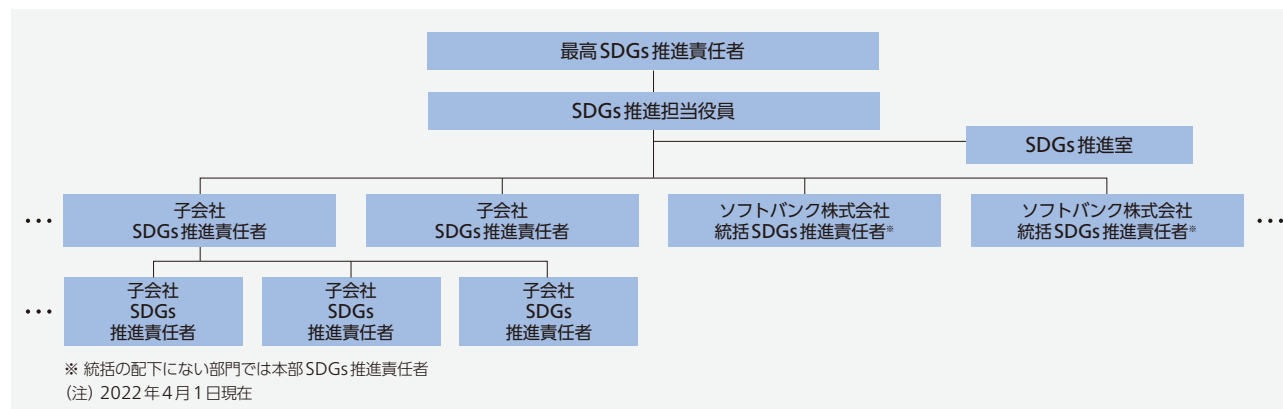 最高SDGs推進責任者
SDGs推進担当役員
SDGs推進室
…
子会社
SDGs推進責任者
子会社
SDGs推進責任者
ソフトバンク株式会社
統括SDGs推進責任者※
ソフトバンク株式会社
統括SDGs推進責任者※
…
…
子会社
SDGs
推進責任者
子会社
SDGs
推進責任者
子会社
SDGs
推進責任者
※ 統括の配下にない部門では本部SDGs推進責任者
(注) 2022年4月1日現在